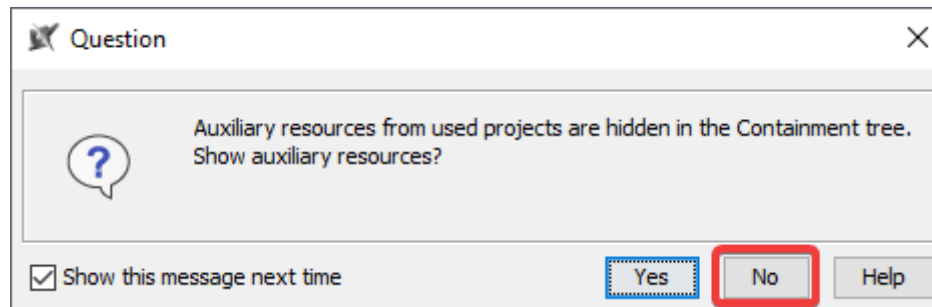 Question
Auxiliary resources from used projects are hidden in the Containment tree.
Show auxiliary resources?
Show this message next time
Yes
No
Help